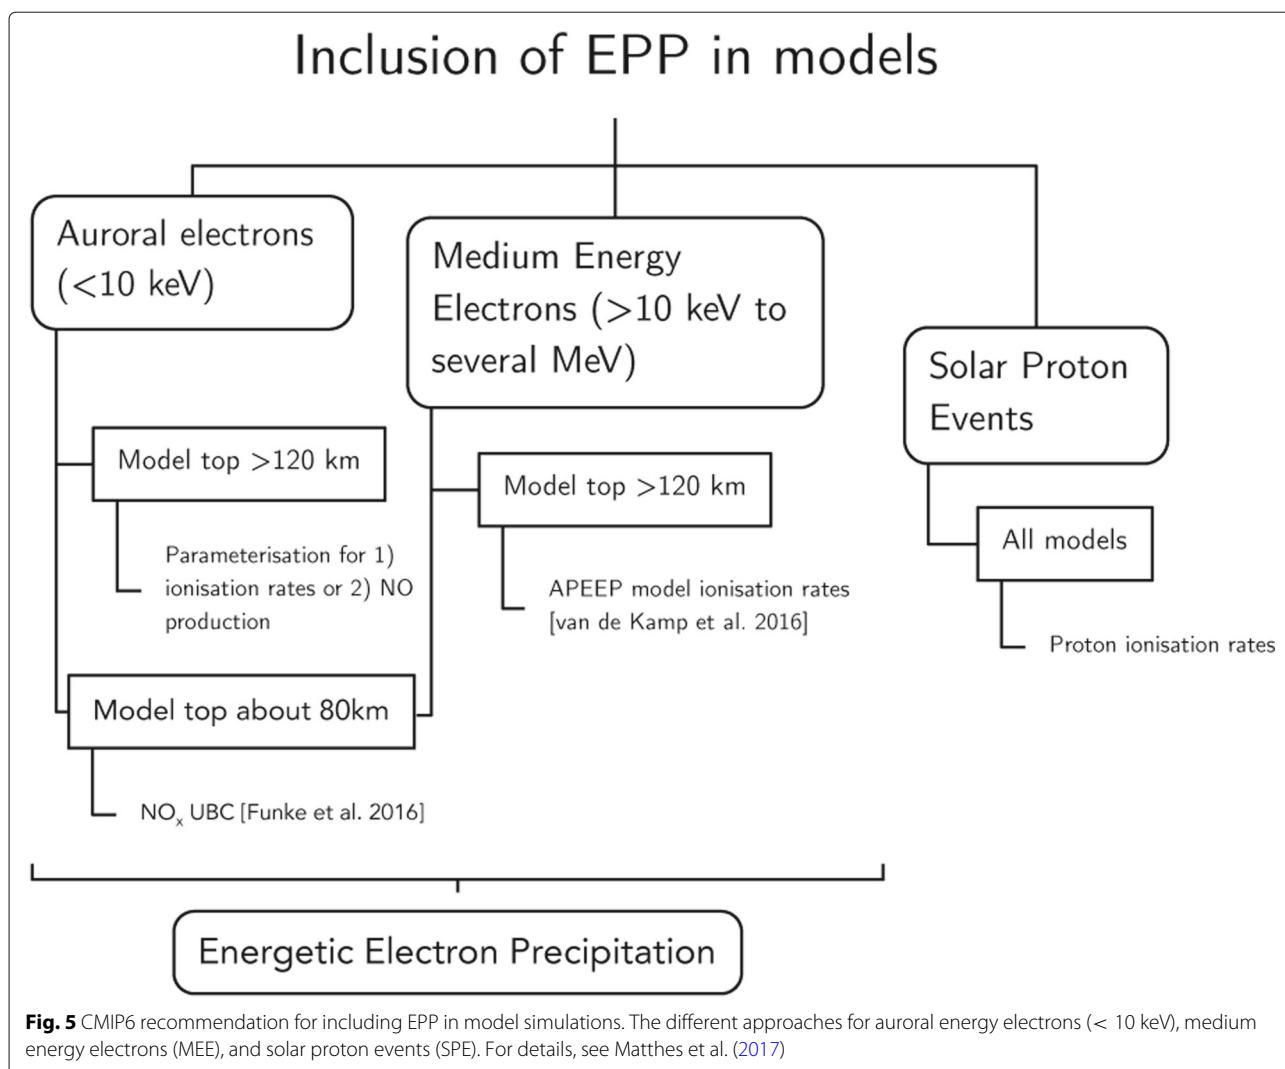 Inclusion of EPP in models
Auroral electrons
(<10 keV)
Model top >120 km
Parameterisation for 1)
ionisation rates or 2) NO
production
Medium Energy
Electrons (>10 keV to
several MeV)
Model top >120 km
APEEP model ionisation rates
[van de Kamp et al. 2016]
Model top about 80km
NOₓ UBC [Funke et al. 2016]
Solar Proton
Events
All models
Proton ionisation rates
Energetic Electron Precipitation
Fig. 5 CMIP6 recommendation for including EPP in model simulations. The different approaches for auroral energy electrons (< 10 keV), medium
energy electrons (MEE), and solar proton events (SPE). For details, see Matthes et al. (2017)